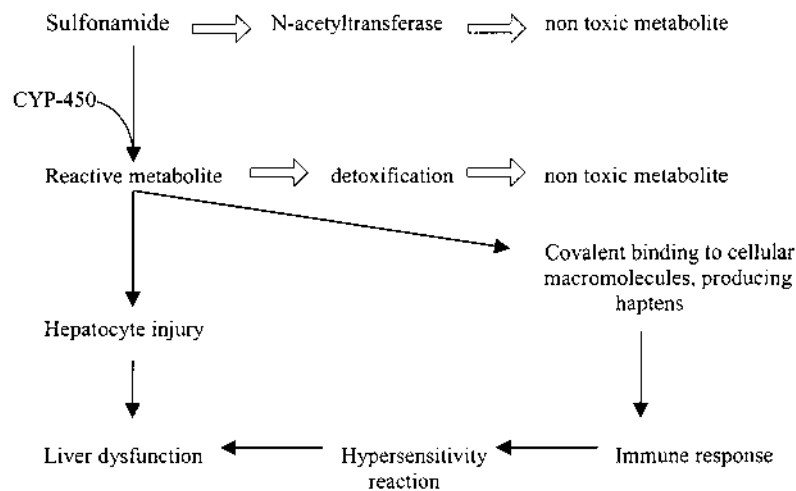 Sulfonamide N-acetyltransferase non toxic metabolite
CYP-450
Reactive metabolite detoxification non toxic metabolite
Covalent binding to cellular
macromolecules, producing
haptens
Hepatocyte injury
Liver dysfunction Hypersensitivity Immune response
reaction